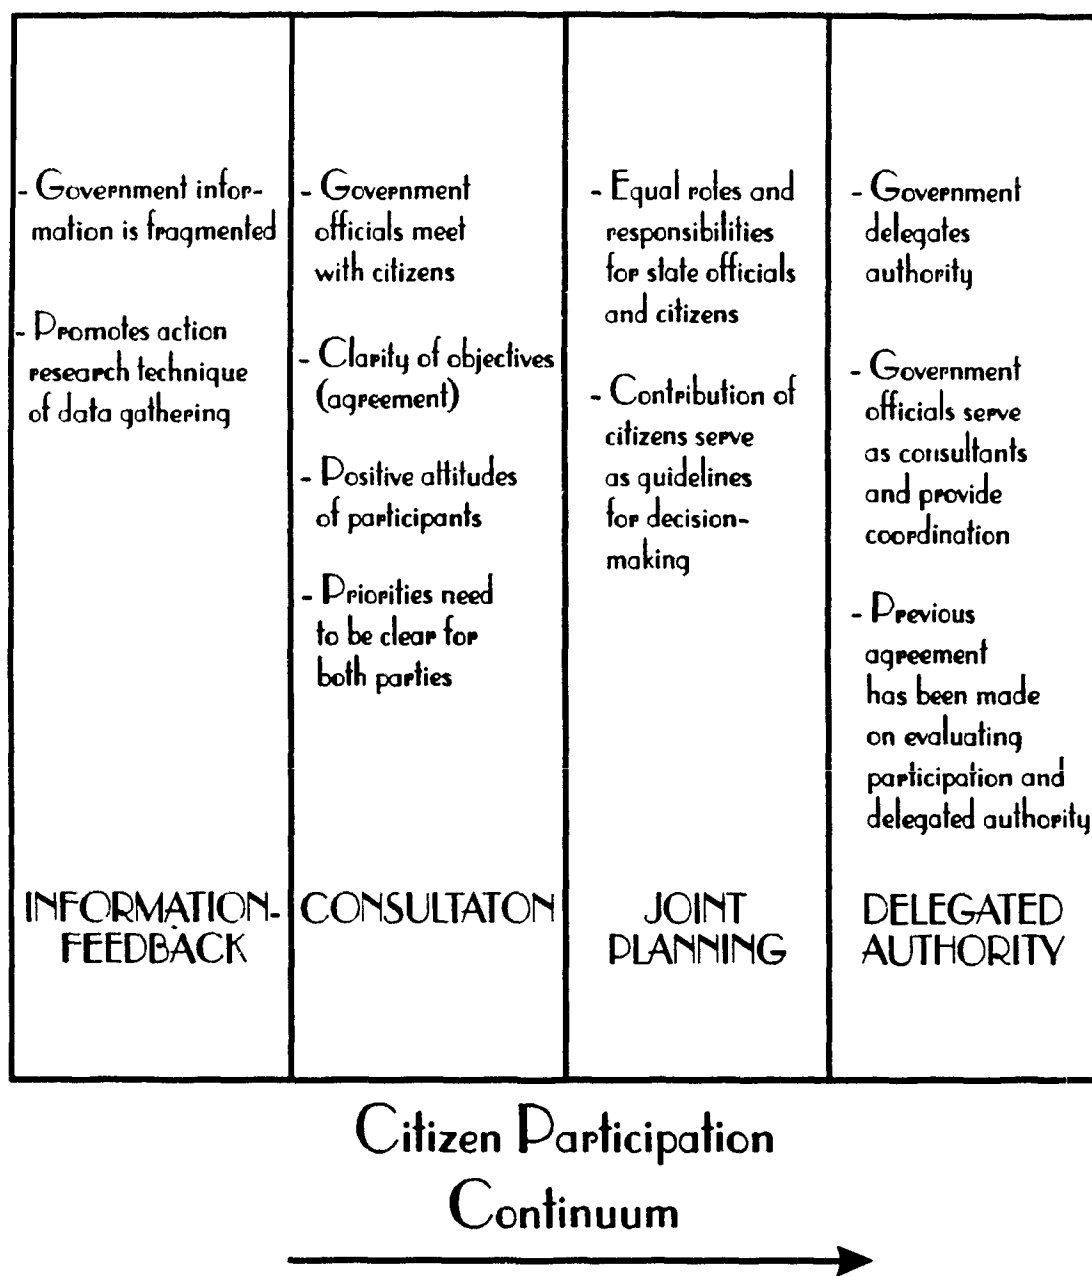 - Government infor-
mation is fragmented
- Promotes action
research technique
of data gathering
INFORMATION-
FEEDBACK
- Government
officials meet
with citizens
- Clarity of objectives
(agreement)
- Positive attitudes
of participants
- Priorities need
to be clear for
both parties
CONSULTATON
- Equal roles and
responsibilities
for state officials
and citizens
- Contribution of
citizens serve
as guidelines
for decision-
making
JOINT
PLANNING
- Government
delegates
authority
- Government
officials serve
as consultants
and provide
coordination
- Previous
agreement
has been made
on evaluating
participation and
delegated authority
DELEGATED
AUTHORITY
Citizen Participation
Continuum